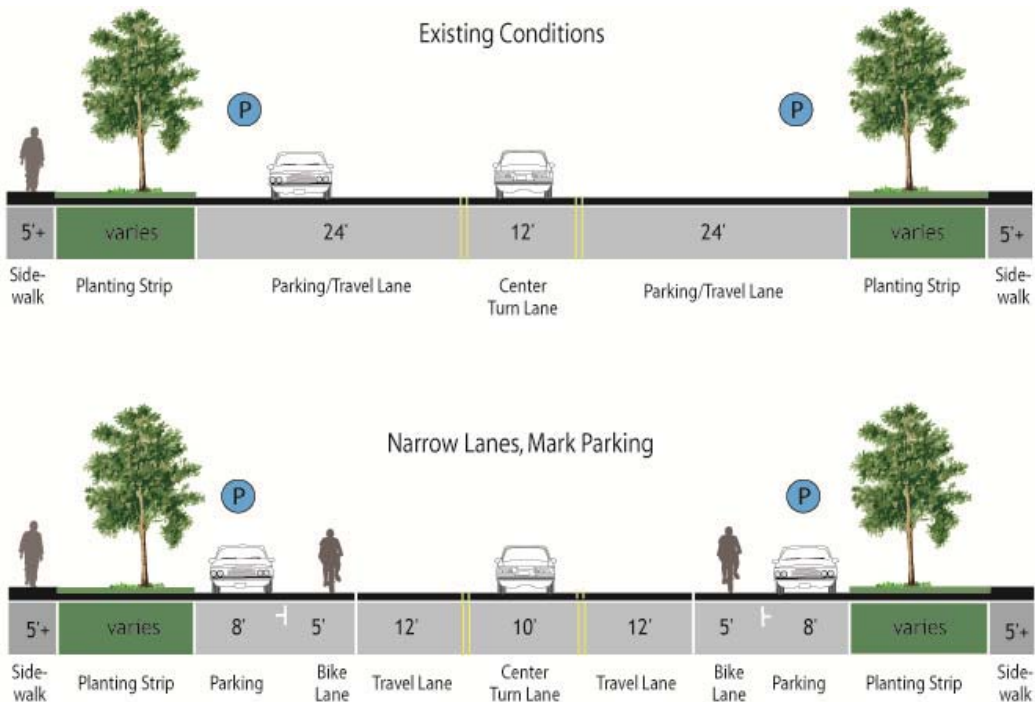 Existing Conditions
P P
5'+ varies 24' 12' 24' varies 5'+
Side-
walk
Planting Strip
Parking/Travel Lane
Center
Turn Lane
Parking/Travel Lane
Planting Strip
Side-
walk
Narrow Lanes, Mark Parking
P P
5'+ varies 8' 5' 12' 10' 12' 5' 8' varies 5'+
Side-
walk
Planting Strip
Parking
Bike
Lane
Travel Lane
Center
Turn Lane
Travel Lane
Bike
Lane
Parking
Planting Strip
Side-
walk